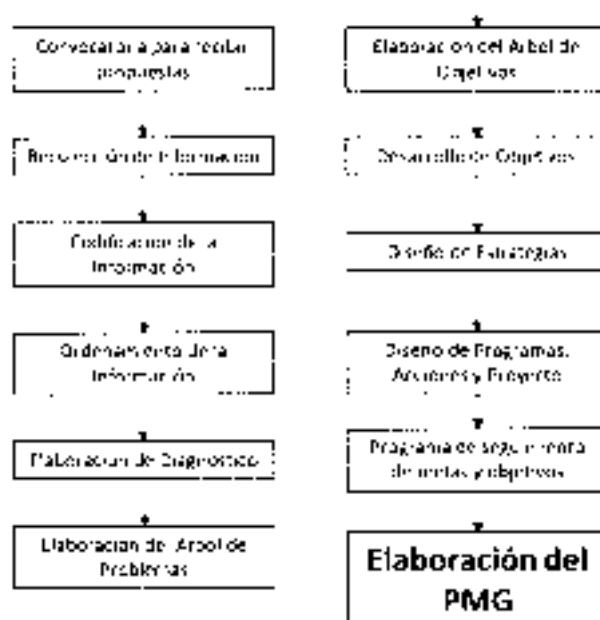 Convocatoria para recibir
propuestas
Recolección de Información
Codificación de la
Información
Ordenamiento de la
Información
Elaboración de Diagnóstico
Elaboración del Árbol de
Problemas
Elaboración del Árbol de
Objetivos
Desarrollo de Objetivos
Diseño de Estrategias
Diseño de Programas,
Acciones y Proyecto
Programa de seguimiento
de metas y objetivos
Elaboración del
PMG